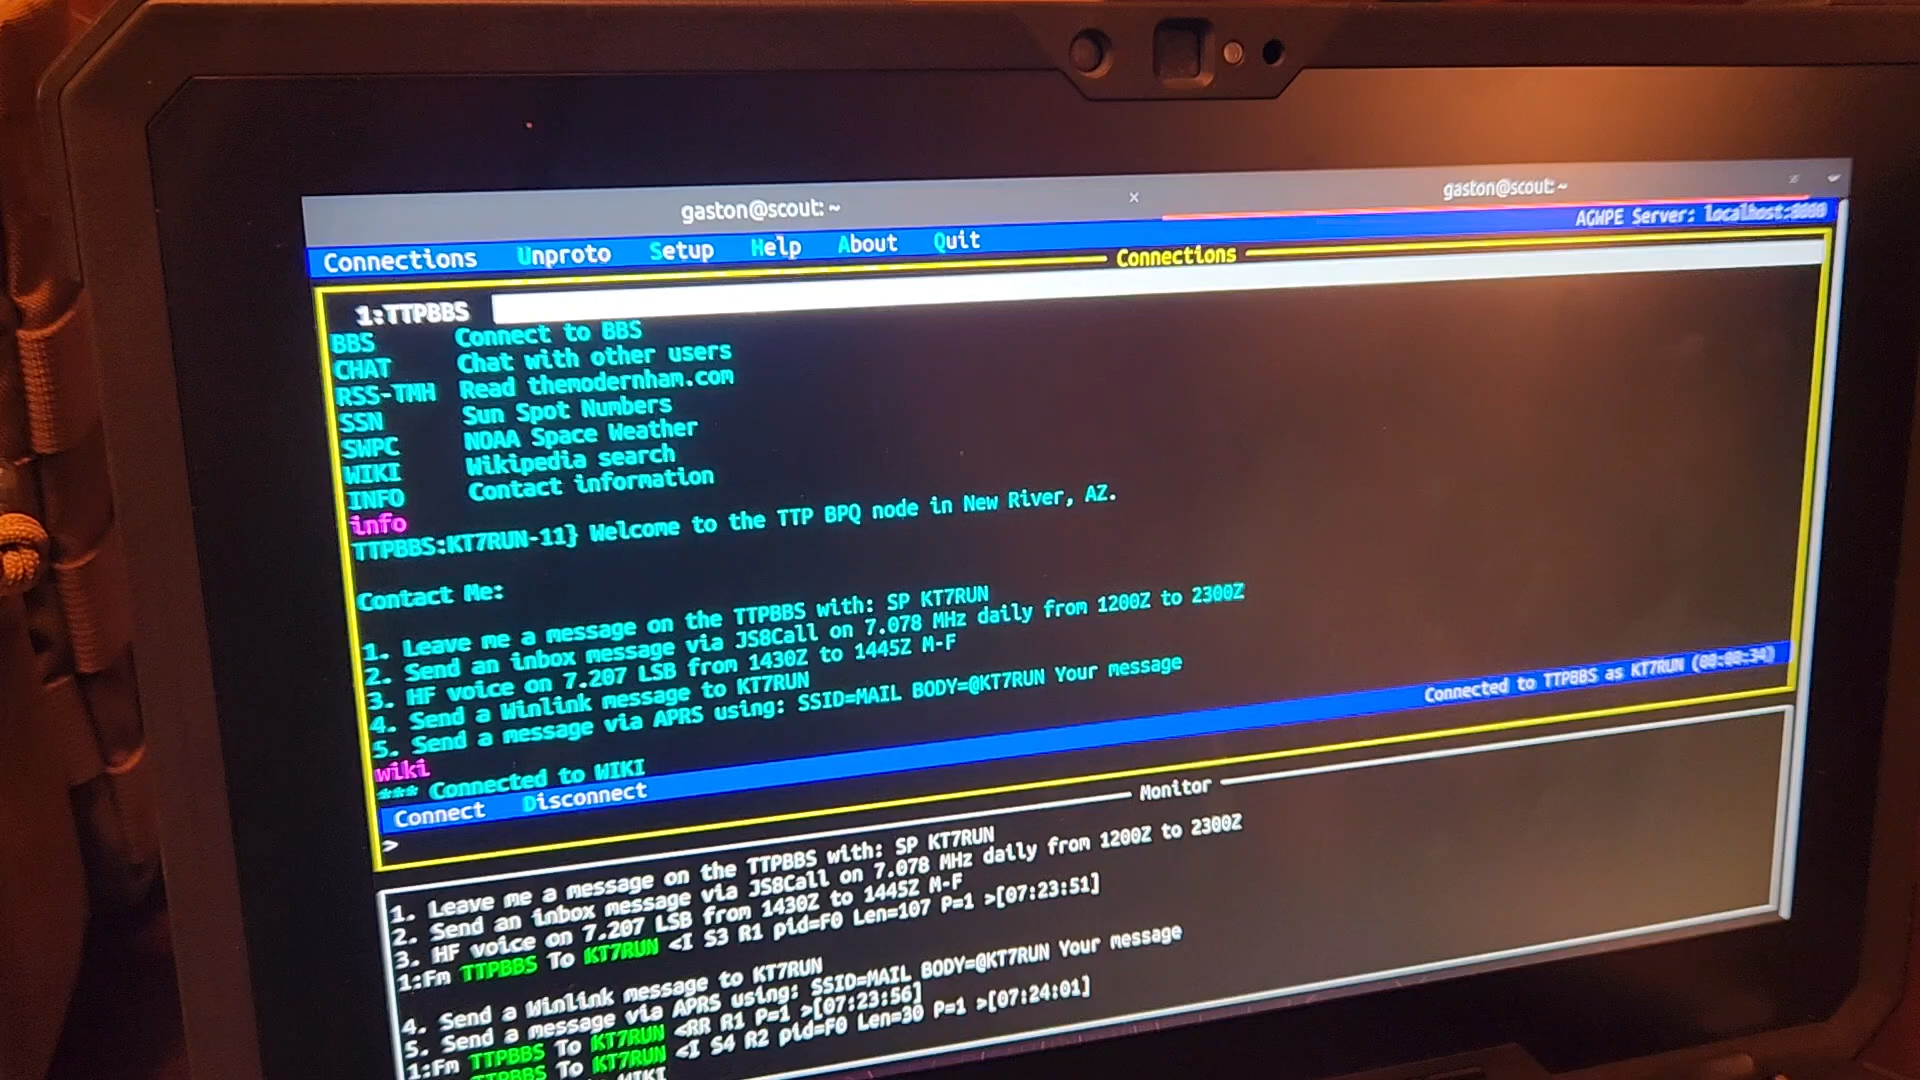 gaston@scout: ~
×
gaston@scout: ~
Connections Unproto Setup Help About Quit
AGWPE Server: localhost:8000
Connections
1:TTPBBS
BBS Connect to BBS
CHAT Chat with other users
RSS-TMH Read themodernham.com
SSN Sun Spot Numbers
SWPC NOAA Space Weather
WIKI Wikipedia search
INFO Contact information
info
TTPBBS:KT7RUN-11} Welcome to the TTP BPQ node in New River, AZ.
Contact Me:
1. Leave me a message on the TTPBBS with: SP KT7RUN
2. Send an inbox message via JS8Call on 7.078 MHz daily from 1200Z to 2300Z
3. HF voice on 7.207 LSB from 1430Z to 1445Z M-F
4. Send a Winlink message to KT7RUN
5. Send a message via APRS using: SSID=MAIL BODY=@KT7RUN Your message
wiki
*** Connected to WIKI
Connect Disconnect
Connected to TTPBBS as KT7RUN (00:00:34)
>
Monitor
1. Leave me a message on the TTPBBS with: SP KT7RUN
2. Send an inbox message via JS8Call on 7.078 MHz daily from 1200Z to 2300Z
3. HF voice on 7.207 LSB from 1430Z to 1445Z M-F
1:Fm TTPBBS To KT7RUN <I S3 R1 pid=F0 Len=107 P=1 >[07:23:51]
4. Send a Winlink message to KT7RUN
5. Send a message via APRS using: SSID=MAIL BODY=@KT7RUN Your message
1:Fm TTPBBS To KT7RUN <RR R1 P=1 >[07:23:56]
TTPBBS To KT7RUN <I S4 R2 pid=F0 Len=30 P=1 >[07:24:01]
WIKI